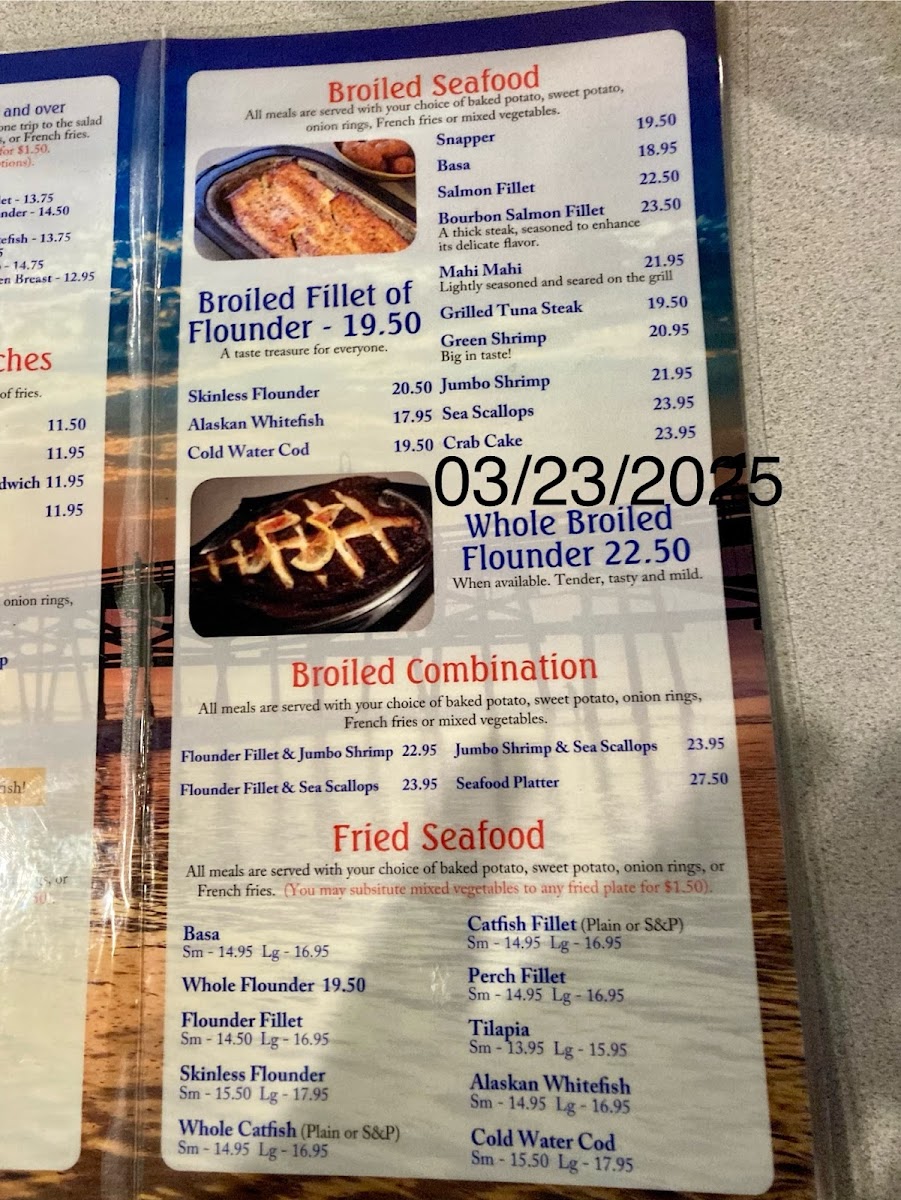 and over
one trip to the salad
or French fries.
for $1.50.
- 13.75
- 14.50
- 13.75
- 14.75
Breast - 12.95
of fries.
11.50
11.95
11.95
11.95
onion rings,
or
Broiled Seafood
All meals are served with your choice of baked potato, sweet potato,
onion rings, French fries or mixed vegetables.
Broiled Fillet of
Flounder - 19.50
A taste treasure for everyone.
Skinless Flounder 20.50
Alaskan Whitefish 17.95
Cold Water Cod 19.50
Snapper 19.50
Basa 18.95
Salmon Fillet 22.50
Bourbon Salmon Fillet 23.50
A thick steak, seasoned to enhance
its delicate flavor.
Mahi Mahi 21.95
Lightly seasoned and seared on the grill
Grilled Tuna Steak 19.50
Green Shrimp 20.95
Big in taste!
Jumbo Shrimp 21.95
Sea Scallops 23.95
Crab Cake 23.95
03/23/2025
Whole Broiled
Flounder 22.50
When available. Tender, tasty and mild.
Broiled Combination
All meals are served with your choice of baked potato, sweet potato, onion rings,
French fries or mixed vegetables.
Flounder Fillet & Jumbo Shrimp 22.95
Flounder Fillet & Sea Scallops 23.95
Jumbo Shrimp & Sea Scallops 23.95
Seafood Platter 27.50
Fried Seafood
All meals are served with your choice of baked potato, sweet potato, onion rings, or
French fries. (You may subsitute mixed vegetables to any fried plate for $1.50).
Basa
Sm - 14.95 Lg - 16.95
Whole Flounder 19.50
Flounder Fillet
Sm - 14.50 Lg - 16.95
Skinless Flounder
Sm - 15.50 Lg - 17.95
Whole Catfish (Plain or S&P)
Sm - 14.95 Lg - 16.95
Catfish Fillet (Plain or S&P)
Sm - 14.95 Lg - 16.95
Perch Fillet
Sm - 14.95 Lg - 16.95
Tilapia
Sm - 13.95 Lg - 15.95
Alaskan Whitefish
Sm - 14.95 Lg - 16.95
Cold Water Cod
Sm - 15.50 Lg - 17.95